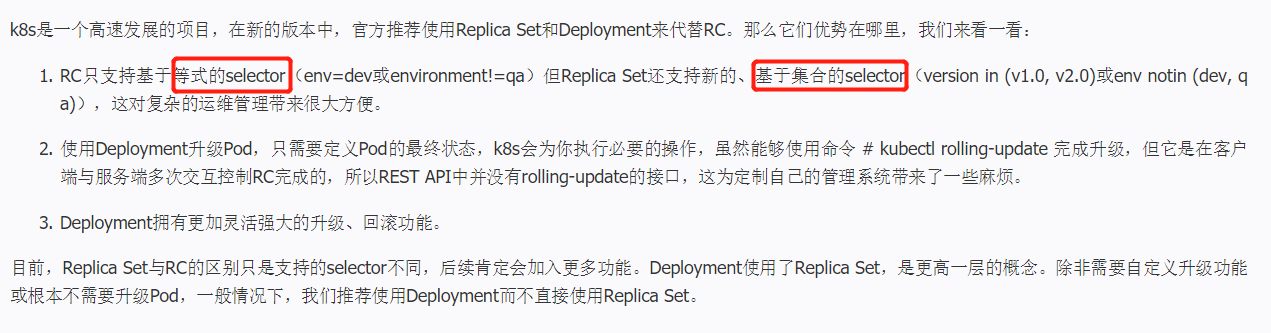 k8s是一个高速发展的项目，在新的版本中，官方推荐使用Replica Set和Deployment来代替RC。那么它们优势在哪里，我们来看一看：
1. RC只支持基于等式的selector（env=dev或environment!=qa）但Replica Set还支持新的、基于集合的selector（version in (v1.0, v2.0)或env notin (dev, q
a)），这对复杂的运维管理带来很大方便。
2. 使用Deployment升级Pod，只需要定义Pod的最终状态，k8s会为你执行必要的操作，虽然能够使用命令 # kubectl rolling-update 完成升级，但它是在客户
端与服务端多次交互控制RC完成的，所以REST API中并没有rolling-update的接口，这为定制自己的管理系统带来了一些麻烦。
3. Deployment拥有更加灵活强大的升级、回滚功能。
目前，Replica Set与RC的区别只是支持的selector不同，后续肯定会加入更多功能。Deployment使用了Replica Set，是更高一层的概念。除非需要自定义升级功能
或根本不需要升级Pod，一般情况下，我们推荐使用Deployment而不直接使用Replica Set。